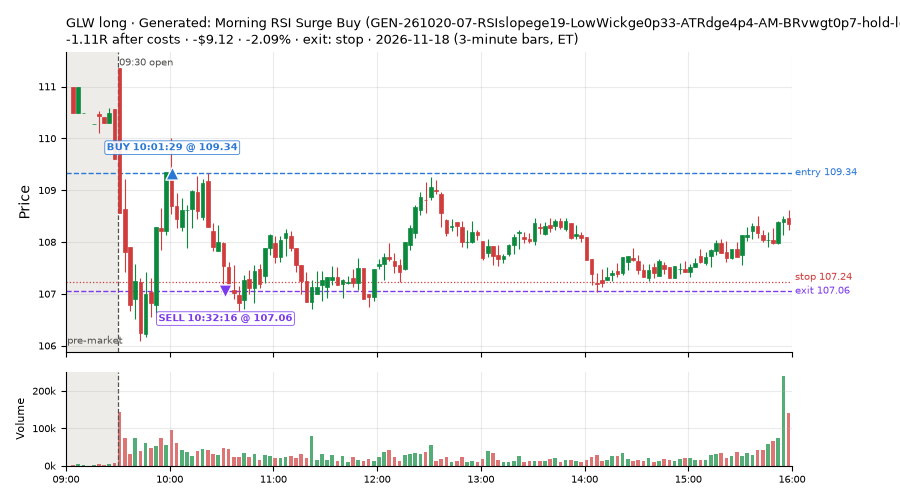 GLW long · Generated: Morning RSI Surge Buy (GEN-261020-07-RSIslopege19-LowWickge0p33-ATRdge4p4-AM-BRvwgt0p7-hold-l
-1.11R after costs · -$9.12 · -2.09% · exit: stop · 2026-11-18 (3-minute bars, ET)
09:30 open
111
110
109
108
107
106
Price
BUY 10:01:29 @ 109.34
entry 109.34
stop 107.24
exit 107.06
SELL 10:32:16 @ 107.06
pre-market
200k
100k
0k
Volume
09:00 10:00 11:00 12:00 13:00 14:00 15:00 16:00